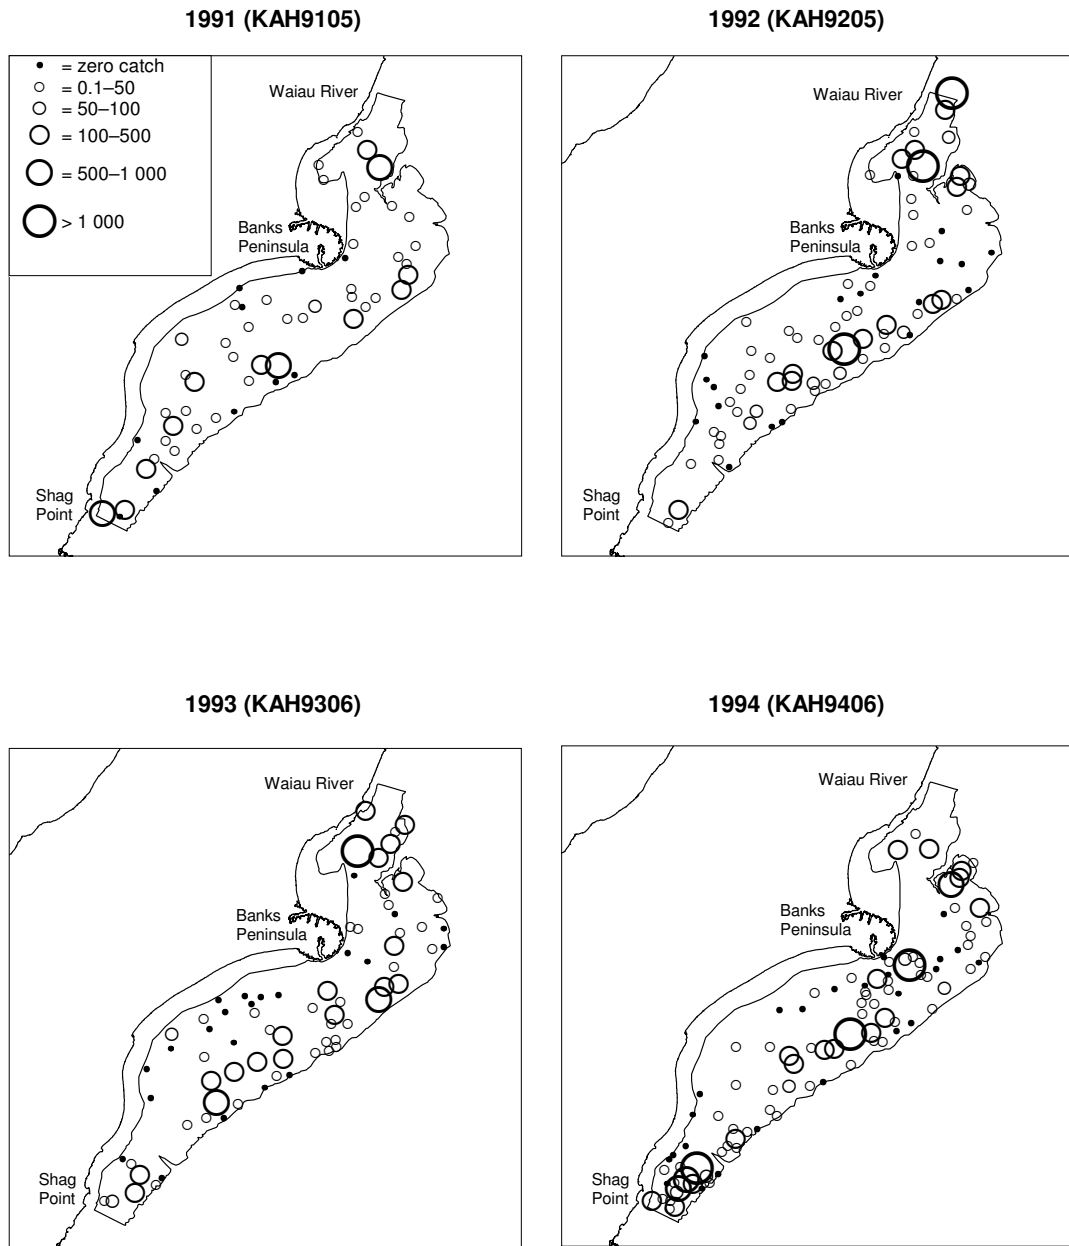 1991 (KAH9105)
= zero catch
= 0.1–50
= 50–100
= 100–500
= 500–1 000
> 1 000
Waiau River
Banks
Peninsula
Shag
Point
1992 (KAH9205)
Waiau River
Banks
Peninsula
Shag
Point
1993 (KAH9306)
Waiau River
Banks
Peninsula
Shag
Point
1994 (KAH9406)
Waiau River
Banks
Peninsula
Shag
Point